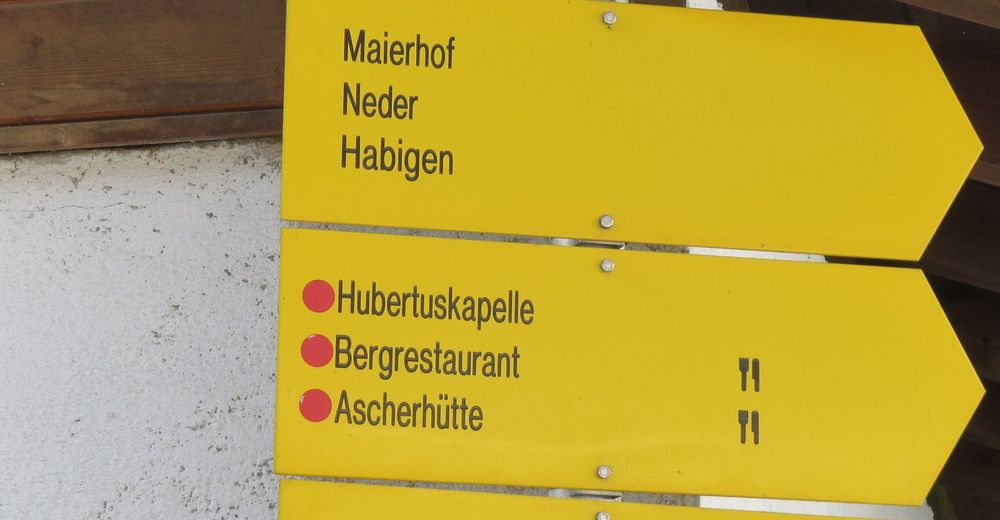 Maierhof
Neder
Habigen
Hubertuskapelle
Bergrestaurant
Ascherhütte